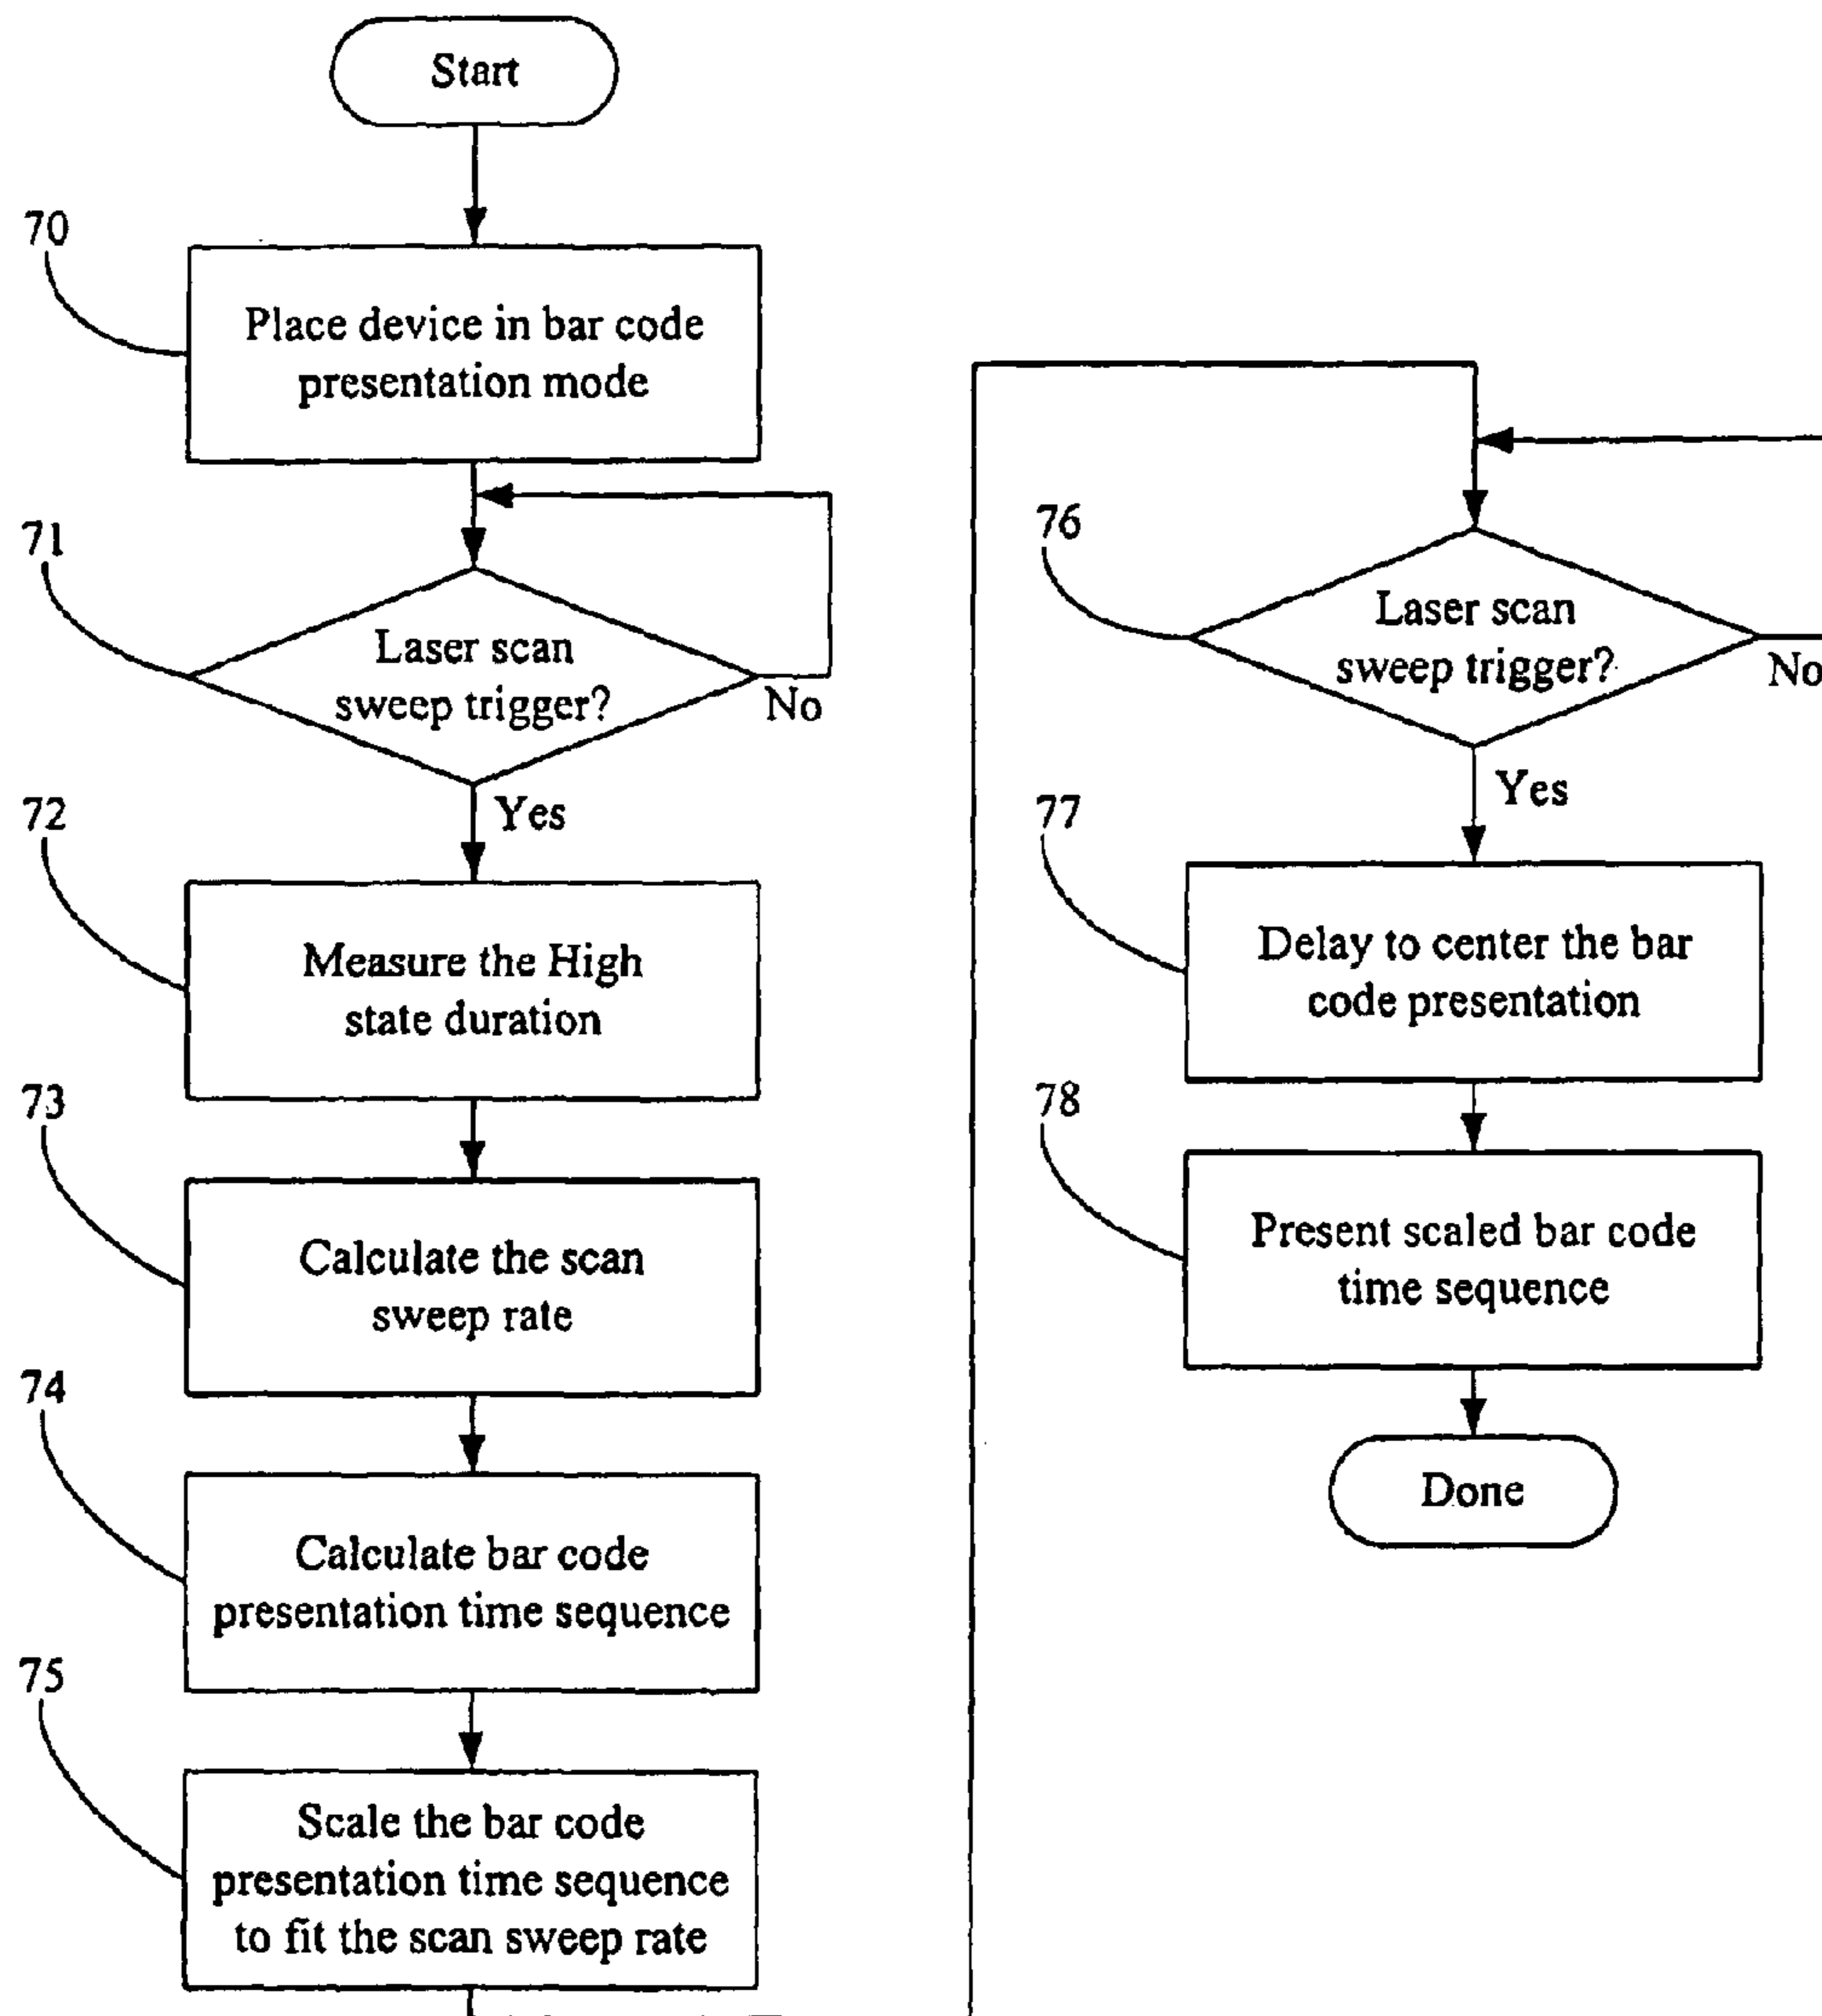 Start
70
Place device in bar code
presentation mode
71
Laser scan
sweep trigger?
No
Yes
72
Measure the High
state duration
73
Calculate the scan
sweep rate
74
Calculate bar code
presentation time sequence
75
Scale the bar code
presentation time sequence
to fit the scan sweep rate
76
Laser scan
sweep trigger?
No
Yes
77
Delay to center the bar
code presentation
78
Present scaled bar code
time sequence
Done